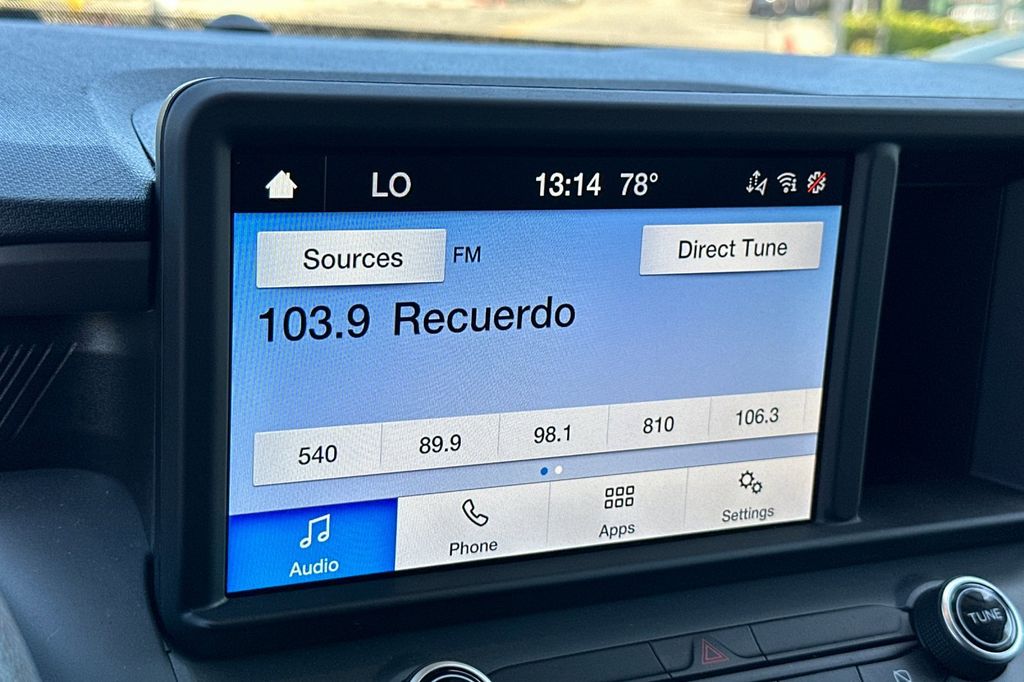 LO 13:14 78°
Sources FM Direct Tune
103.9 Recuerdo
540 89.9 98.1 810 106.3
Audio Phone Apps Settings
TUNE